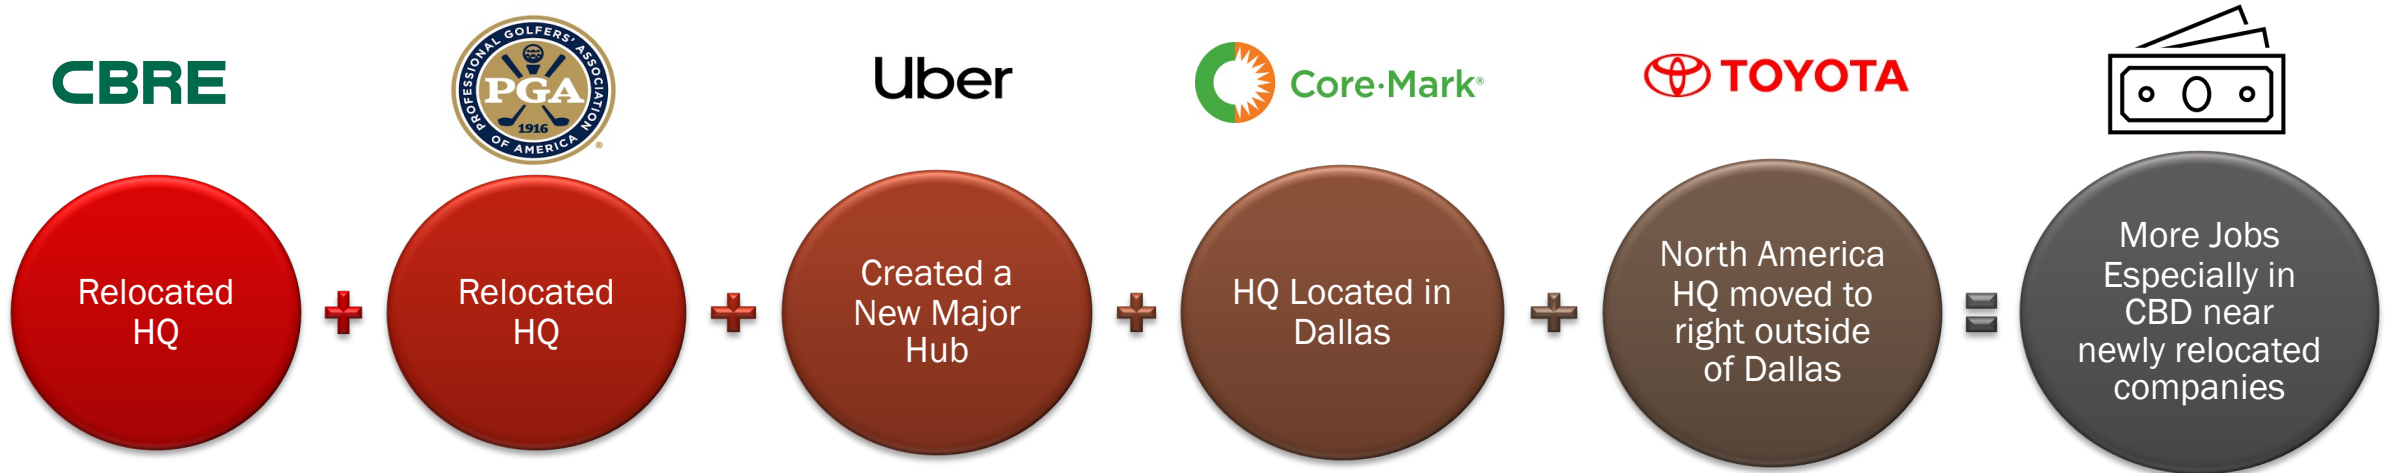 CBRE
PROFESSIONAL GOLFERS' ASSOCIATION
PGA
1916
OF AMERICA
®
Uber
Core·Mark®
TOYOTA
Relocated
HQ
Relocated
HQ
Created a
New Major
Hub
HQ Located in
Dallas
North America
HQ moved to
right outside
of Dallas
More Jobs
Especially in
CBD near
newly relocated
companies